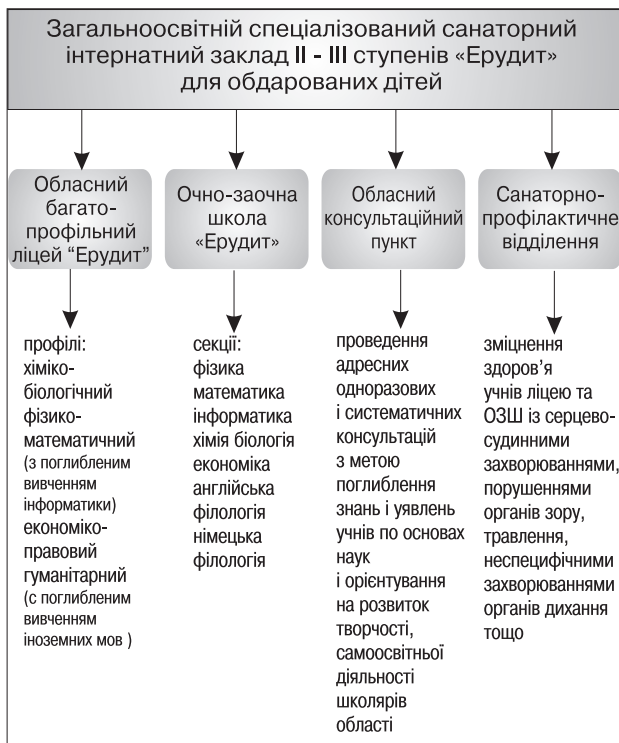 Загальноосвітній спеціалізований санаторний
інтернатний заклад II - III ступенів «Ерудит»
для обдарованих дітей
Обласний
багато-
профільний
ліцей “Ерудит”
Очно-заочна
школа
«Ерудит»
Обласний
консультаційний
пункт
Санаторно-
профілактичне
відділення
профілі:
хіміко-
біологічний
фізико-
математичний
(з поглибленим
вивченням
інформатики)
економіко-
правовий
гуманітарний
(с поглибленим
вивченням
іноземних мов )
секції:
фізика
математика
інформатика
хімія біологія
економіка
англійська
філологія
німецька
філологія
проведення
адресних
одноразових
і систематичних
консультацій
з метою
поглиблення
знань і уявлень
учнів по основах
наук
і орієнтування
на розвиток
творчості,
самоосвітньої
діяльності
школярів
області
зміцнення
здоров’я
учнів ліцею та
ОЗШ із серцево-
судинними
захворюваннями,
порушеннями
органів зору,
травлення,
неспецифічними
захворюваннями
органів дихання
тощо